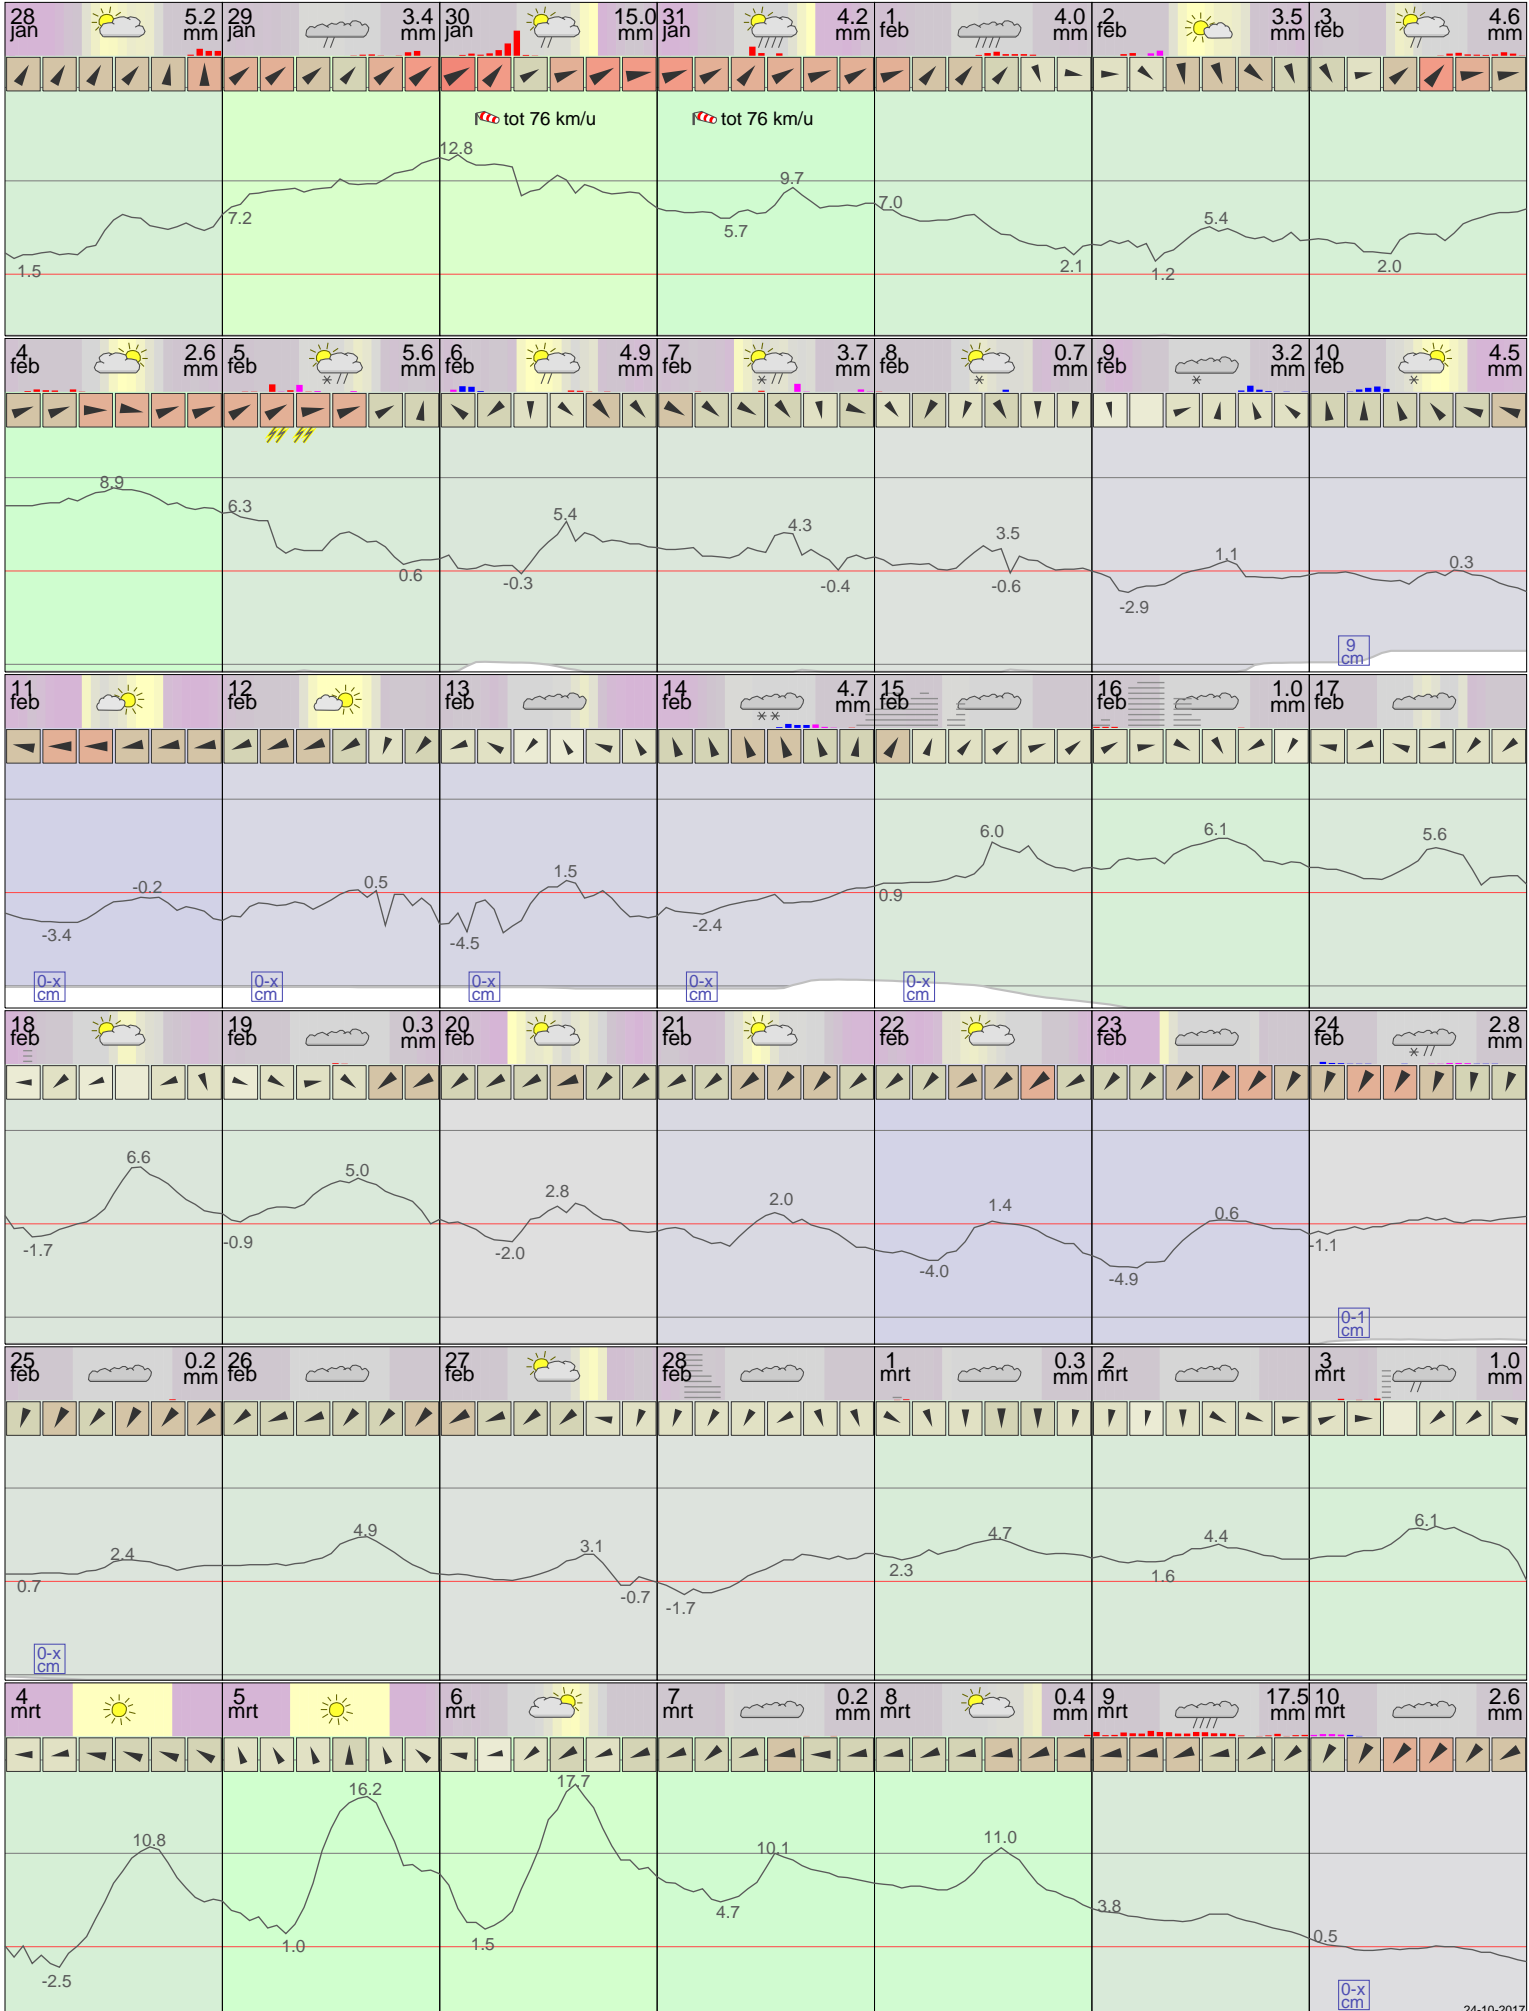 28 jan 5.2 mm
29 jan 3.4 mm
30 jan 15.0 mm
31 jan 4.2 mm
1 feb 4.0 mm
2 feb 3.5 mm
3 feb 4.6 mm
tot 76 km/u
tot 76 km/u
1.5
7.2
12.8
5.7
9.7
7.0
2.1
1.2
5.4
2.0
4 feb 2.6 mm
5 feb 5.6 mm
6 feb 4.9 mm
7 feb 3.7 mm
8 feb 0.7 mm
9 feb 3.2 mm
10 feb 4.5 mm
8.9
6.3
0.6
-0.3
5.4
4.3
-0.4
3.5
-0.6
-2.9
1.1
0.3
9 cm
11 feb
12 feb
13 feb
14 feb 4.7 mm
15 feb
16 feb 1.0 mm
17 feb
-3.4
-0.2
0.5
-4.5
1.5
-2.4
0.9
6.0
6.1
5.6
0-x cm
0-x cm
0-x cm
0-x cm
0-x cm
18 feb
19 feb 0.3 mm
20 feb
21 feb
22 feb
23 feb
24 feb 2.8 mm
-1.7
6.6
-0.9
5.0
-2.0
2.8
2.0
-4.0
1.4
-4.9
0.6
-1.1
0-1 cm
25 feb 0.2 mm
26 feb
27 feb
28 feb
1 mrt 0.3 mm
2 mrt
3 mrt 1.0 mm
0.7
2.4
4.9
3.1
-0.7
-1.7
2.3
4.7
1.6
4.4
6.1
0-x cm
4 mrt
5 mrt
6 mrt
7 mrt 0.2 mm
8 mrt 0.4 mm
9 mrt 17.5 mm
10 mrt 2.6 mm
-2.5
10.8
1.0
16.2
1.5
17.7
4.7
10.1
11.0
3.8
0.5
0-x cm
24-10-2017